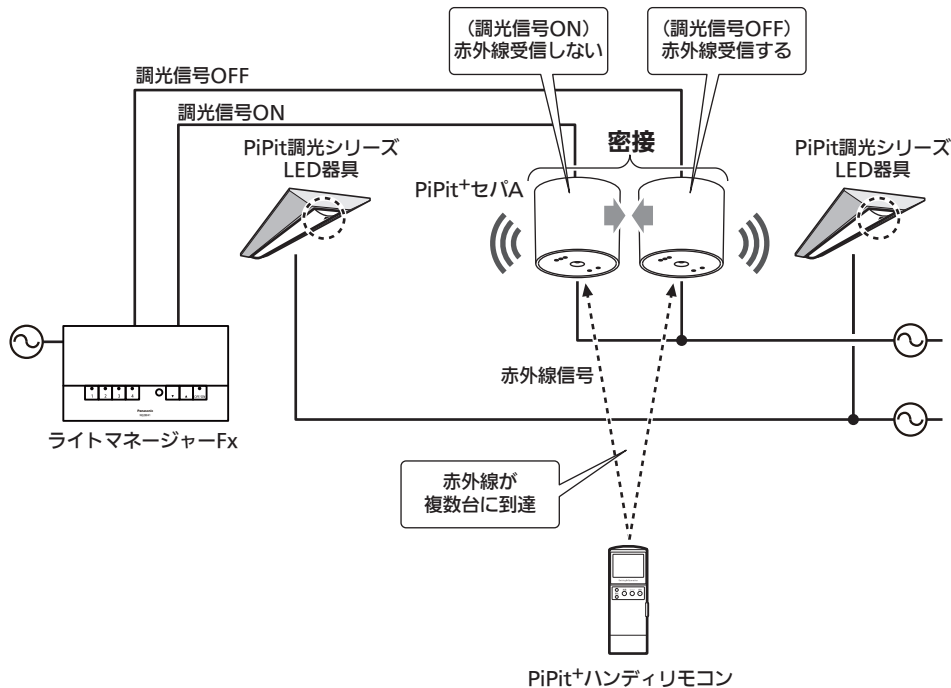 （調光信号ON）
赤外線受信しない
（調光信号OFF）
赤外線受信する
調光信号OFF
調光信号ON
密接
PiPit調光シリーズ
LED器具
PiPit+セパA
PiPit調光シリーズ
LED器具
赤外線信号
1 2 3 4
Panasonic
ライトマネージャーFx
赤外線が
複数台に到達
PiPit+ハンディリモコン